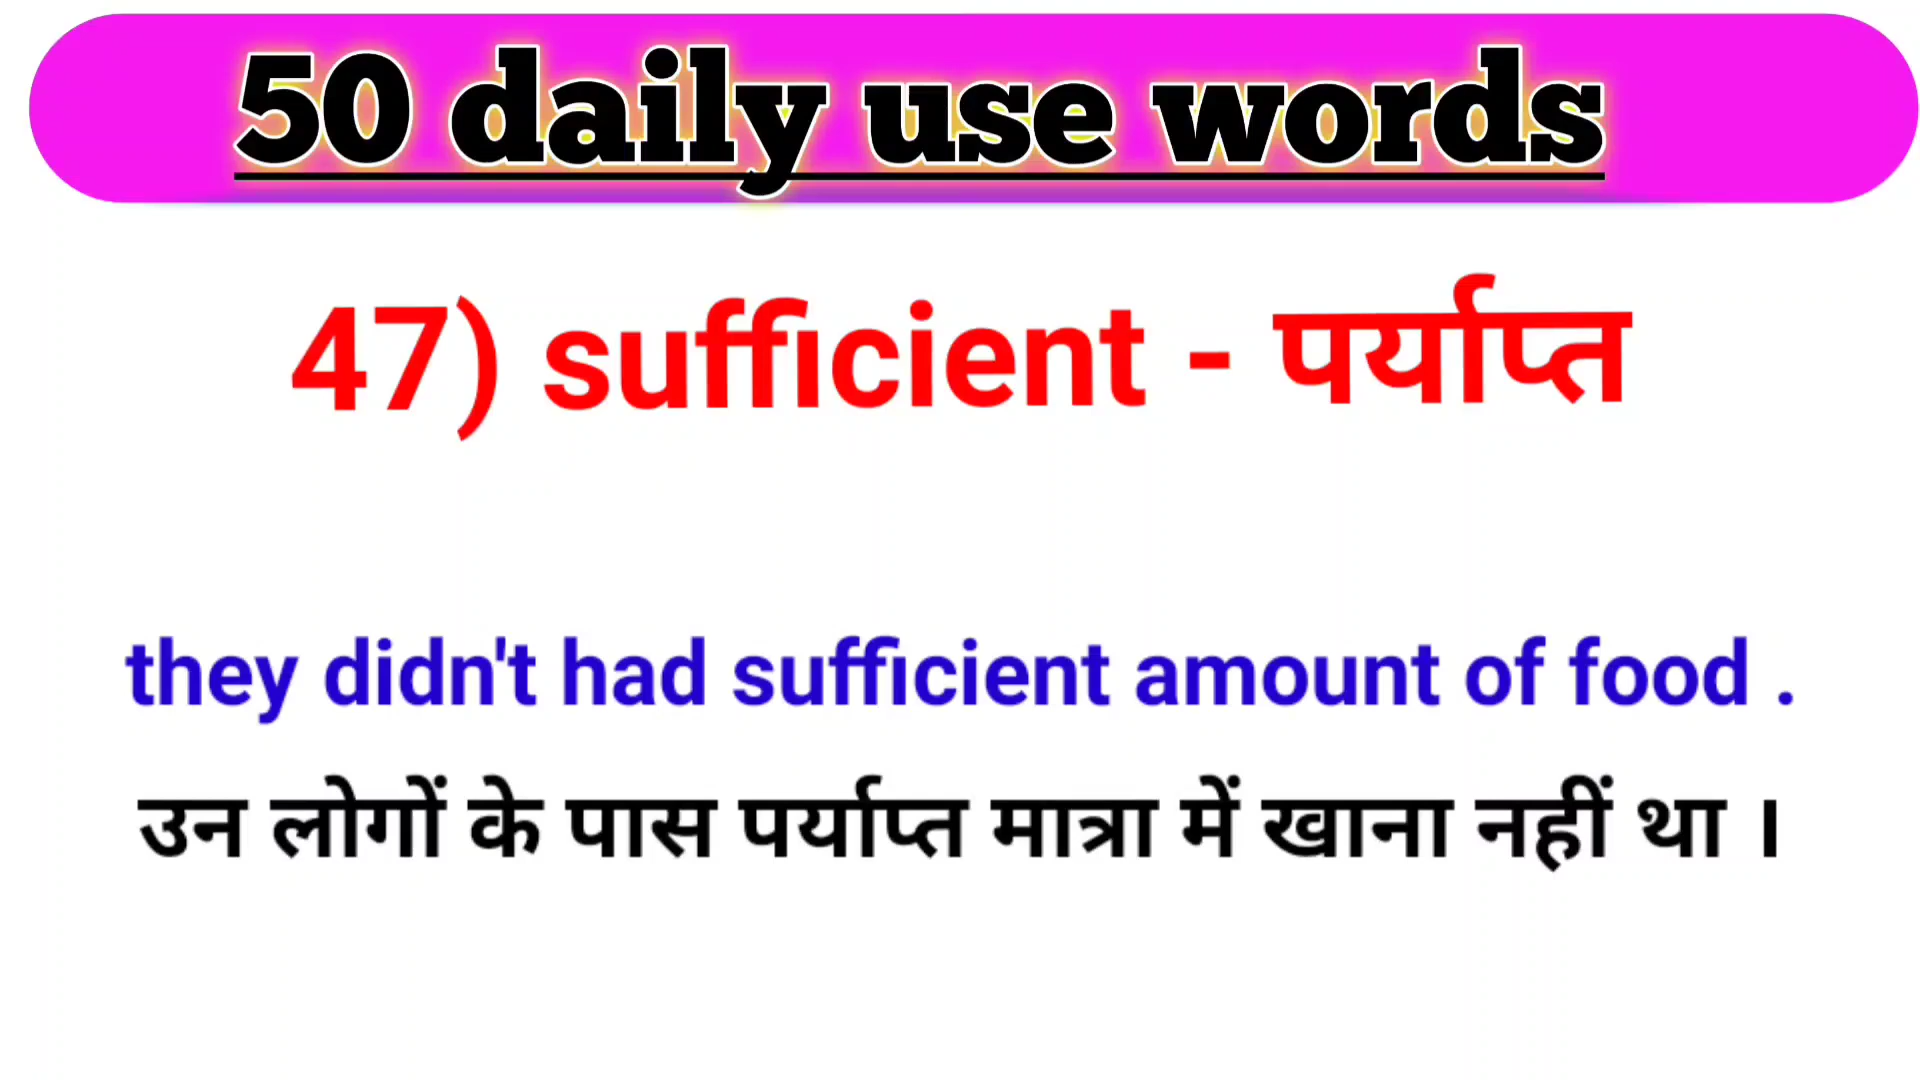 50 daily use words
47) sufficient - पर्याप्त
they didn't had sufficient amount of food .
उन लोगों के पास पर्याप्त मात्रा में खाना नहीं था ।